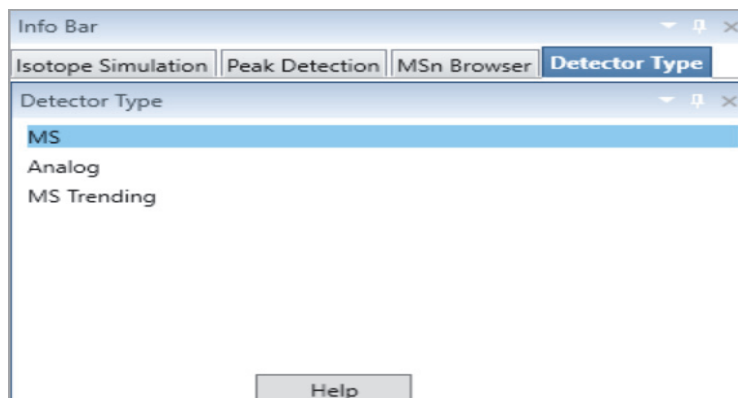 Info Bar
Isotope Simulation Peak Detection MSn Browser Detector Type
Detector Type
MS
Analog
MS Trending
Help